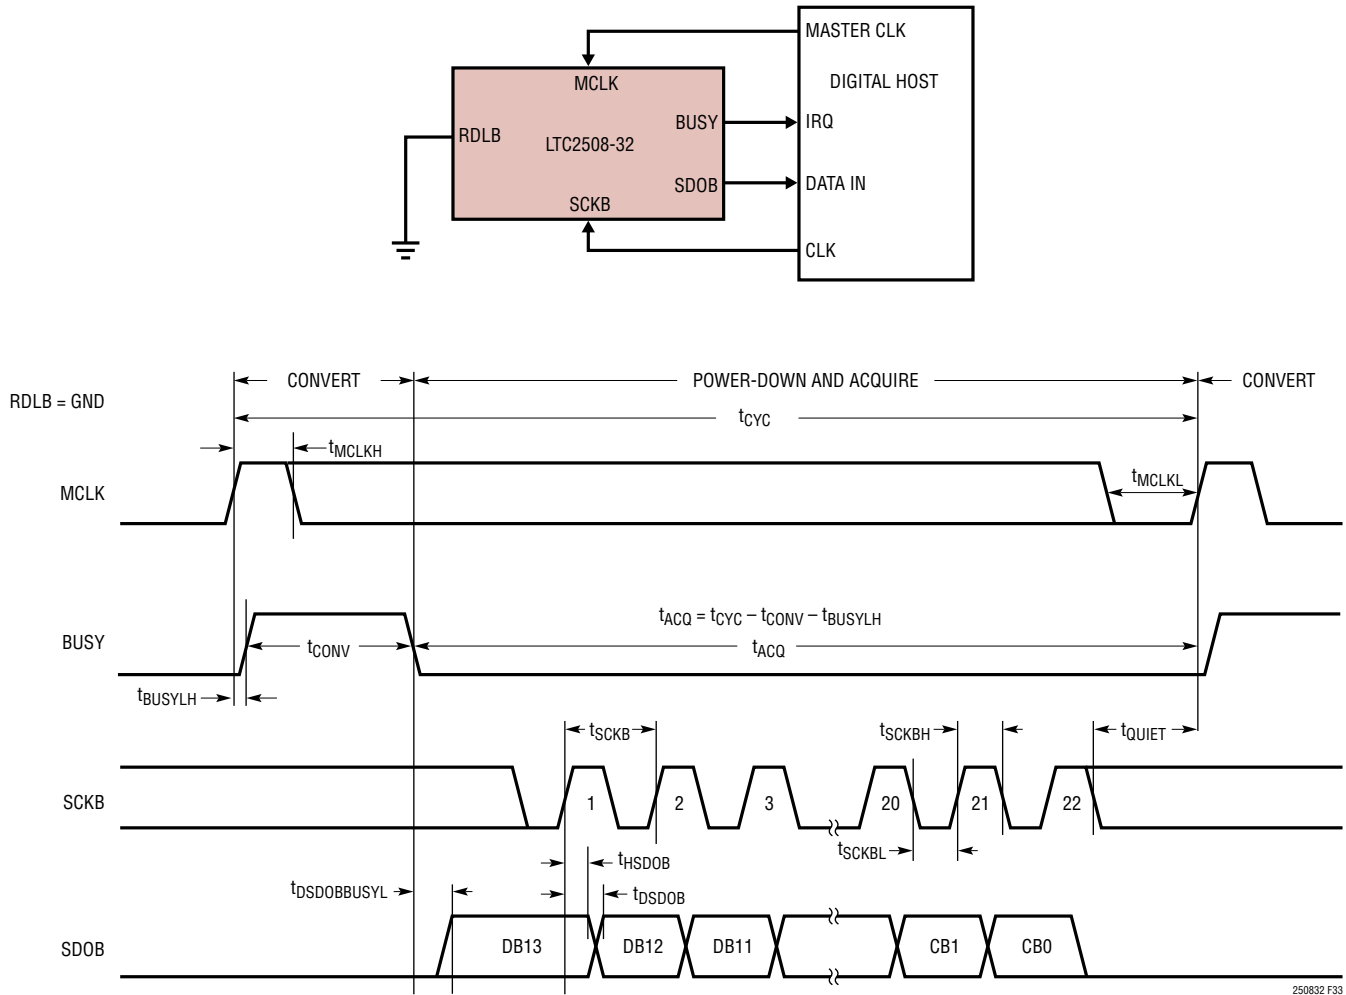 MASTER CLK
MCLK
DIGITAL HOST
BUSY
IRQ
RDLB
LTC2508-32
SDOB
DATA IN
SCKB
CLK
CONVERT
POWER-DOWN AND ACQUIRE
CONVERT
RDLB = GND
tCYC
tMCLKH
tMCLKL
MCLK
tACQ = tCYC – tCONV – tBUSYLH
BUSY
tCONV
tACQ
tBUSYLH
tSCKB
tSCKBH
tQUIET
SCKB
1
2
3
20
21
22
tSCKBL
tHSDOB
tDSDOBBUSYL
tDSDOB
SDOB
DB13
DB12
DB11
CB1
CB0
250832 F33